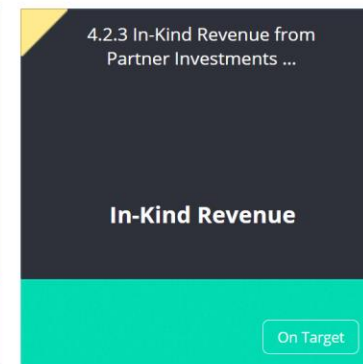 4.2.3 In-Kind Revenue from
Partner Investments ...
In-Kind Revenue
On Target